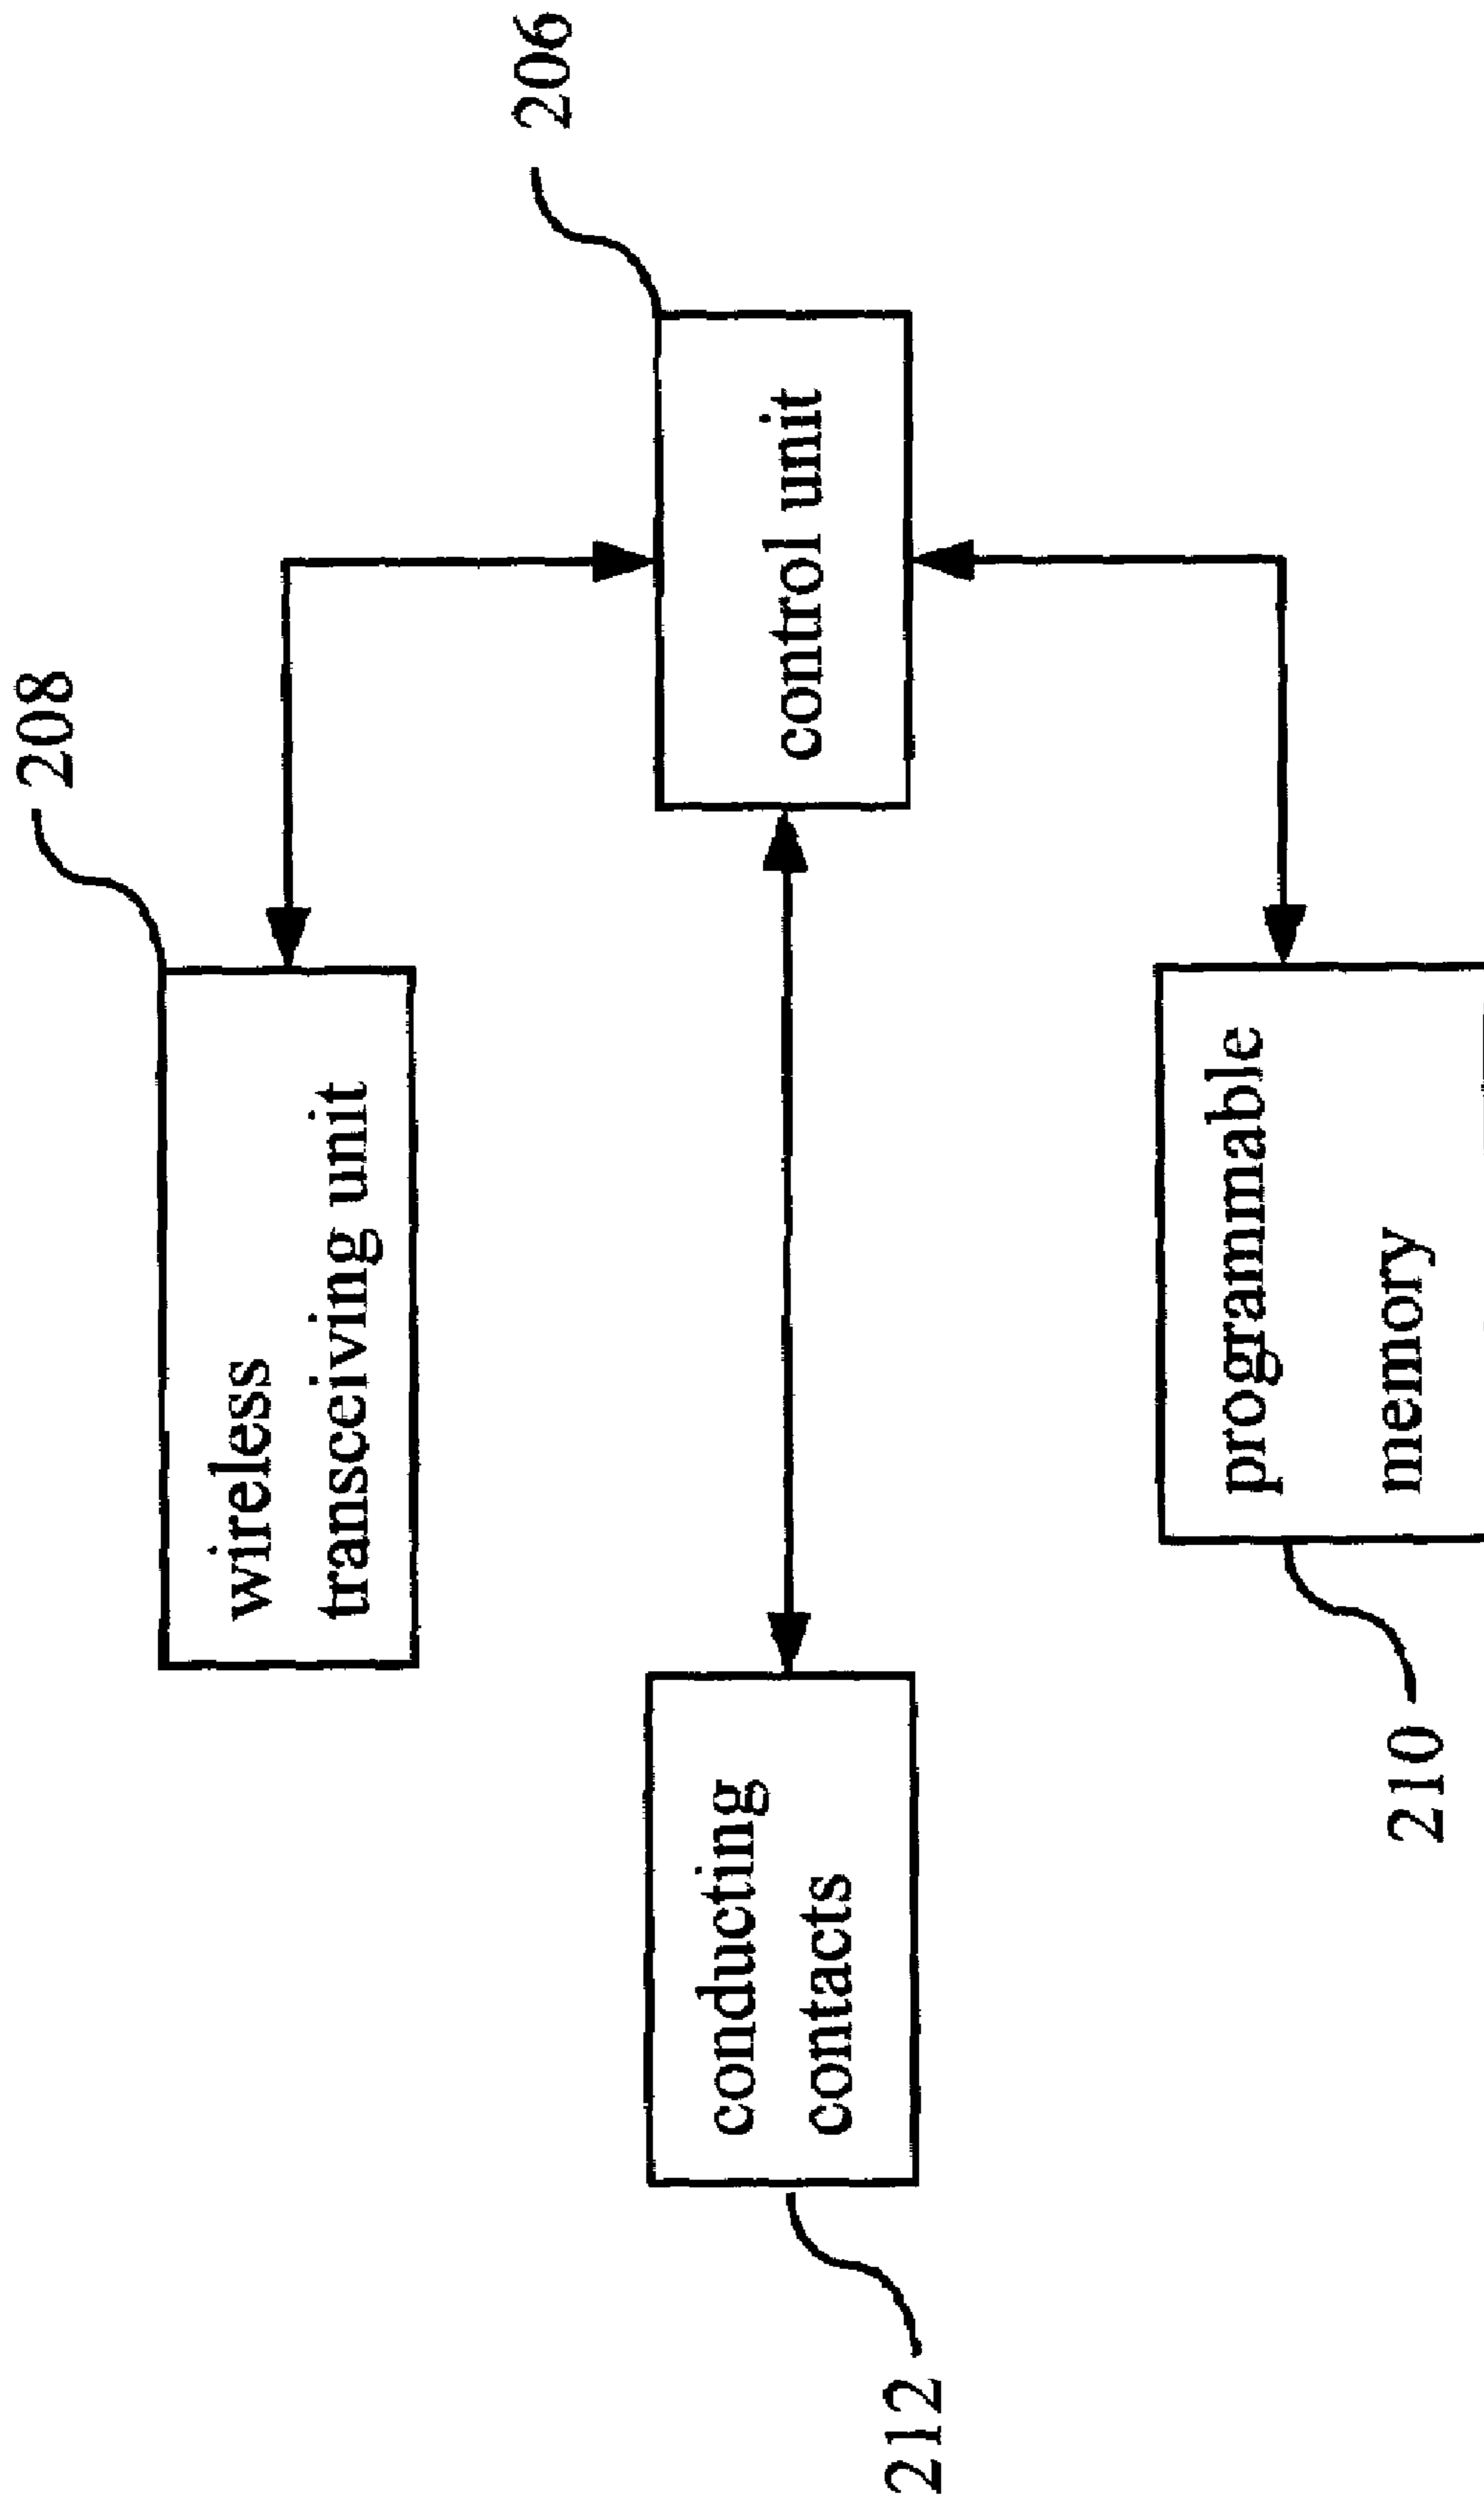 208
wireless
transceiving unit
206
control unit
212
conducting
contacts
programmable
memory
210